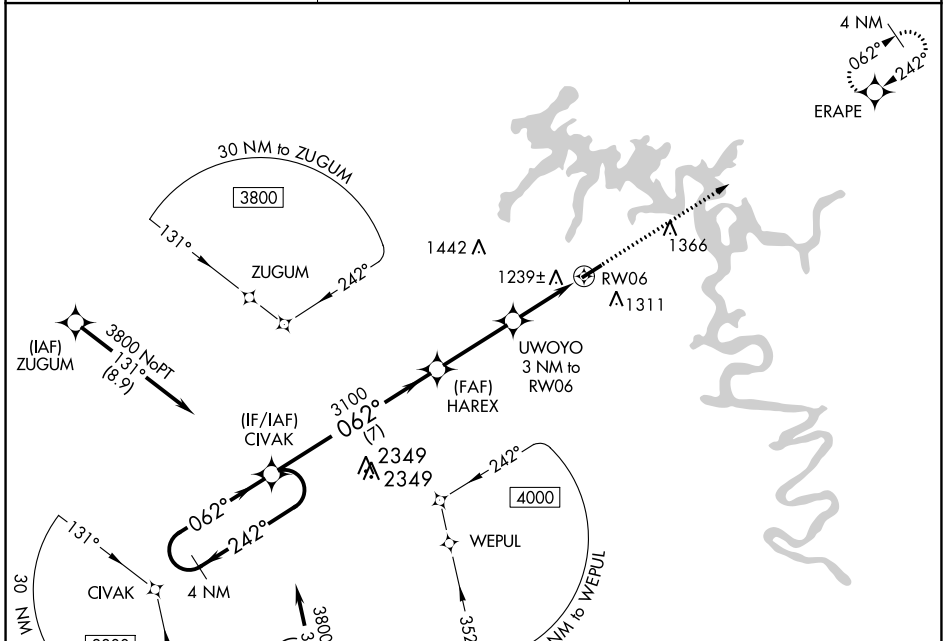 4 NM
062°
242°
ERAPE
30 NM to ZUGUM
3800
131°
ZUGUM
242°
1442
1366
1239±
RW06
1311
(IAF)
ZUGUM
3800 NoPT
131°
(8.9)
UWOYO
3 NM to
RW06
(FAF)
HAREX
3100
062°
(7)
(IF/IAF)
CIVAK
2349
2349
242°
4000
062°
242°
4 NM
WEPUL
131°
CIVAK
30 NM
3800
352
NM to WEPUL